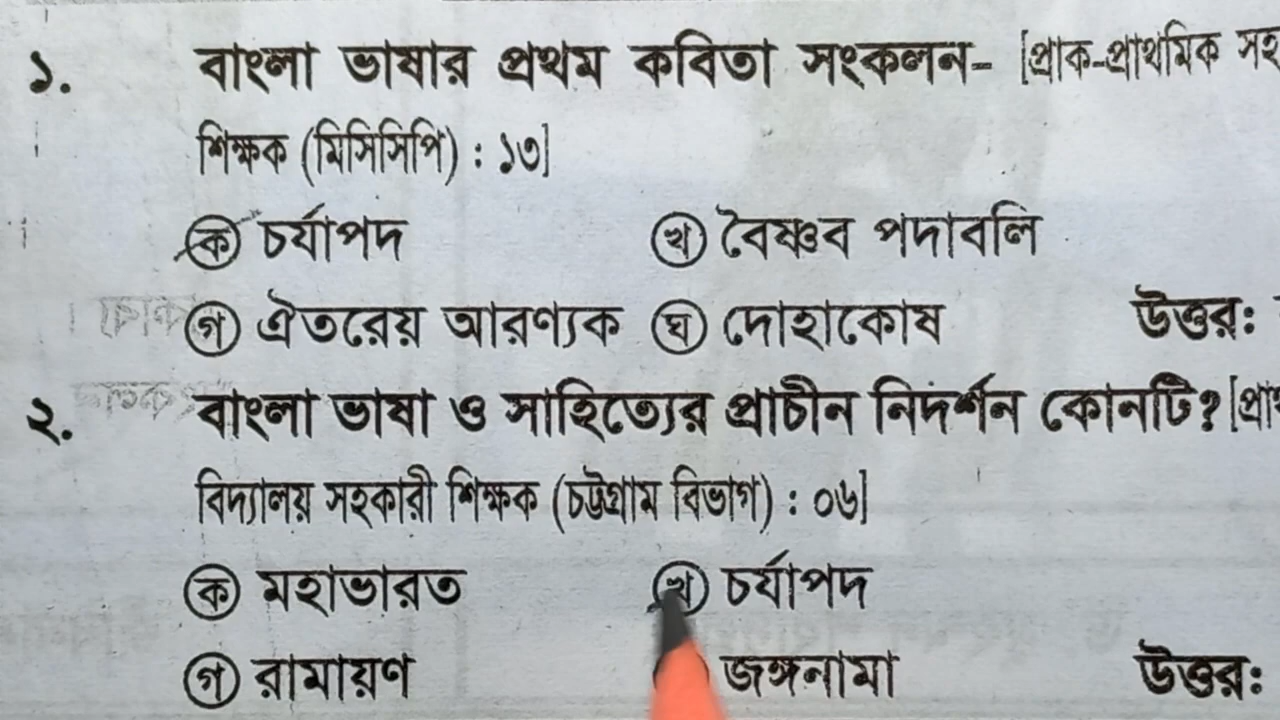 ১. বাংলা ভাষার প্রথম কবিতা সংকলন- [প্রাক-প্রাথমিক সহ
শিক্ষক (মিসিসিপি) : ১৩]
ক চর্যাপদ খ বৈষ্ণব পদাবলি
গ ঐতরেয় আরণ্যক ঘ দোহাকোষ উত্তর:
২. বাংলা ভাষা ও সাহিত্যের প্রাচীন নিদর্শন কোনটি? [প্রা
বিদ্যালয় সহকারী শিক্ষক (চট্টগ্রাম বিভাগ) : ০৬]
ক মহাভারত খ চর্যাপদ
গ রামায়ণ জঙ্গনামা উত্তর: